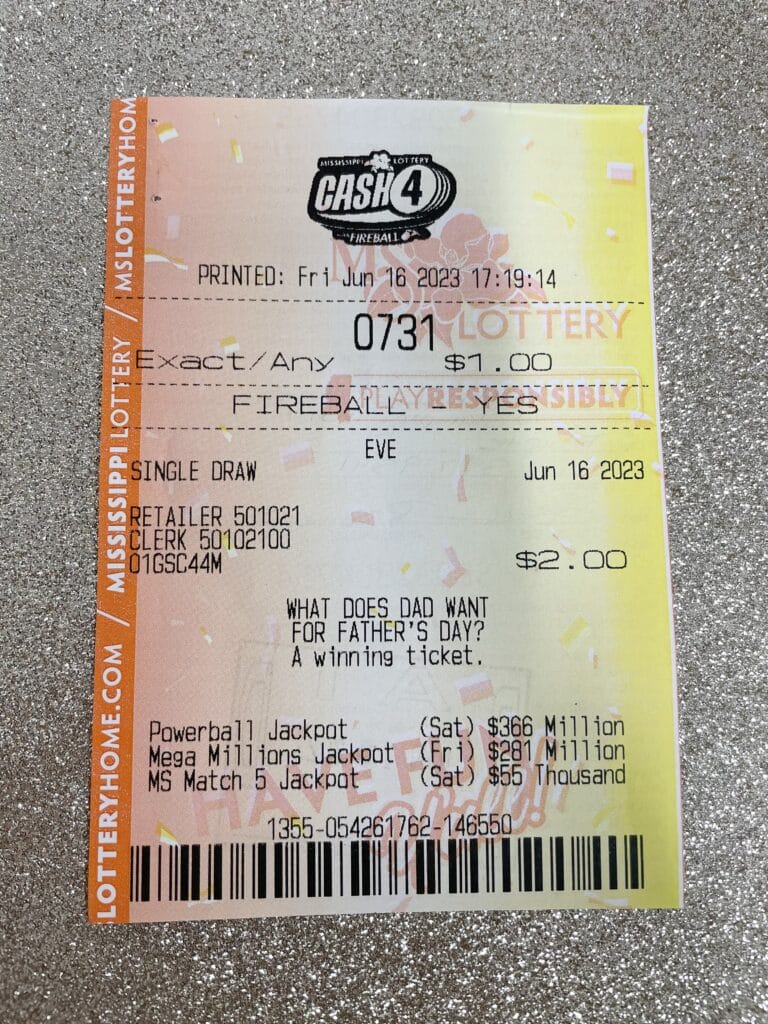 MISSISSIPPI LOTTERY
CASH 4
FIREBALL
PRINTED: Fri Jun 16 2023 17:19:14
MS LOTTERY
0731
Exact/Any $1.00
PLAY RESPONSIBLY
FIREBALL - YES
EVE
SINGLE DRAW Jun 16 2023
RETAILER 501021
CLERK 50102100
01GSC44M $2.00
WHAT DOES DAD WANT
FOR FATHER'S DAY?
A winning ticket.
Powerball Jackpot (Sat) $366 Million
Mega Millions Jackpot (Fri) $281 Million
MS Match 5 Jackpot (Sat) $55 Thousand
HAVE FUN
Y'all!
1355-054261762-146550
LOTTERYHOME.COM / MISSISSIPPI LOTTERY / MSLOTTERYHOM